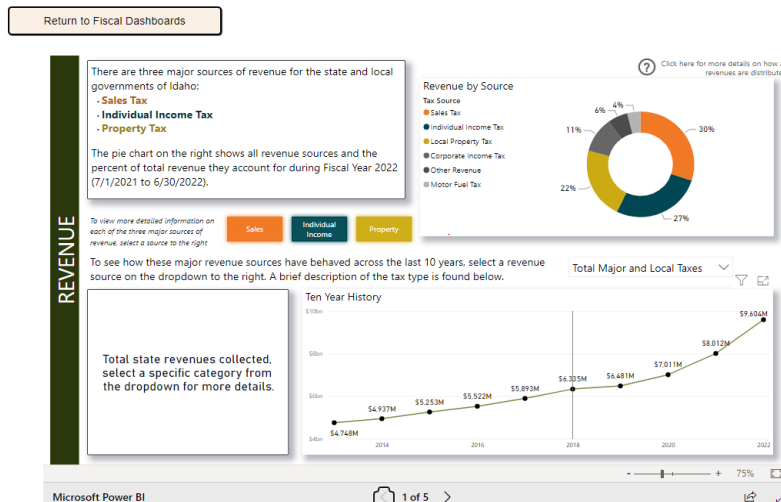 Return to Fiscal Dashboards
REVENUE
There are three major sources of revenue for the state and local
governments of Idaho:
- Sales Tax
- Individual Income Tax
- Property Tax
The pie chart on the right shows all revenue sources and the
percent of total revenue they account for during Fiscal Year 2022
(7/1/2021 to 6/30/2022).
? Click here for more details on how
revenues are
Revenue by Source
Tax Source
Sales Tax
Individual Income Tax
Local Property Tax
Corporate Income Tax
Other Revenue
Motor Fuel Tax
30%
27%
22%
11%
6%
4%
To view more detailed information on
each of the three major sources of
revenue, select a source to the right
Sales
Individual
Income
Property
To see how these major revenue sources have behaved across the last 10 years, select a revenue
source on the dropdown to the right. A brief description of the tax type is found below.
Total Major and Local Taxes
Total state revenues collected,
select a specific category from
the dropdown for more details.
Ten Year History
$10bn
$8bn
$6bn
$4bn
$4.748M
$4.937M
$5.253M
$5.522M
$5.893M
$6.335M
$6.481M
$7.011M
$8.012M
$9.604M
2014
2016
2018
2020
2022
- + 75%
Microsoft Power BI
1 of 5